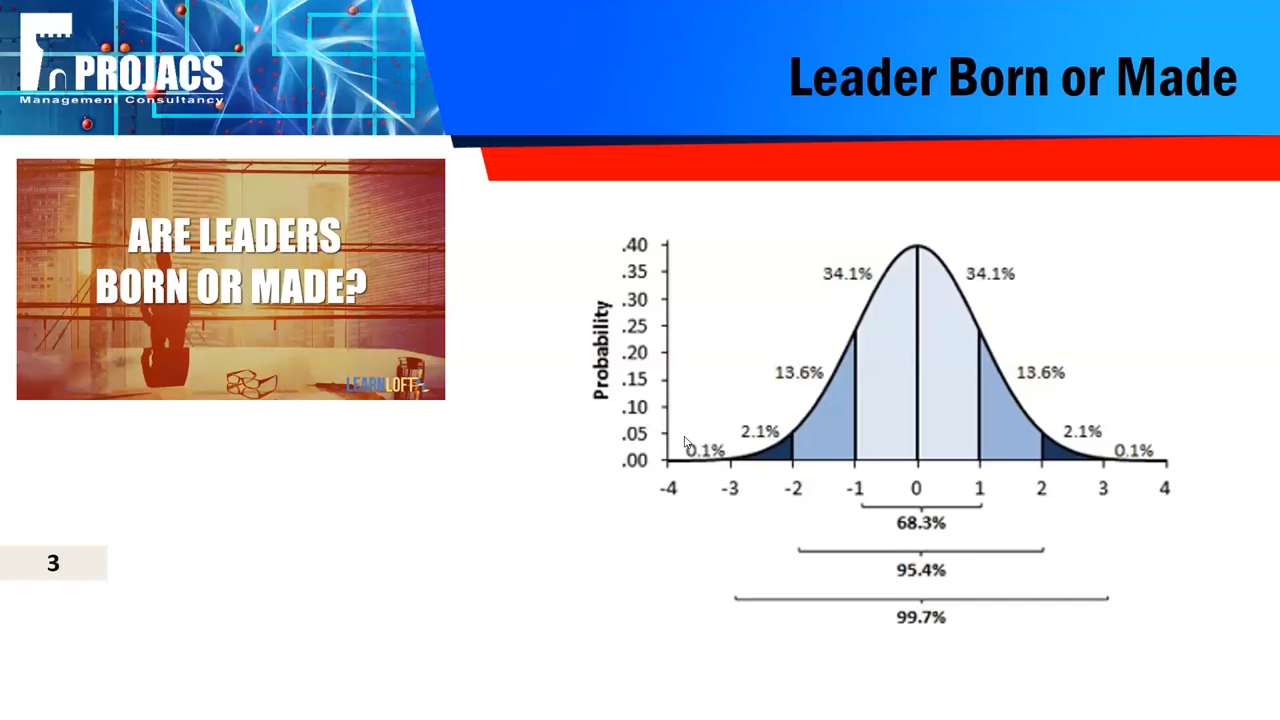 PROJACS
Management Consultancy
Leader Born or Made
ARE LEADERS
BORN OR MADE?
LEARNLOFT
Probability
.40
.35
.30
.25
.20
.15
.10
.05
.00
34.1% 34.1%
13.6% 13.6%
2.1% 2.1%
0.1% 0.1%
-4 -3 -2 -1 0 1 2 3 4
68.3%
95.4%
99.7%
3